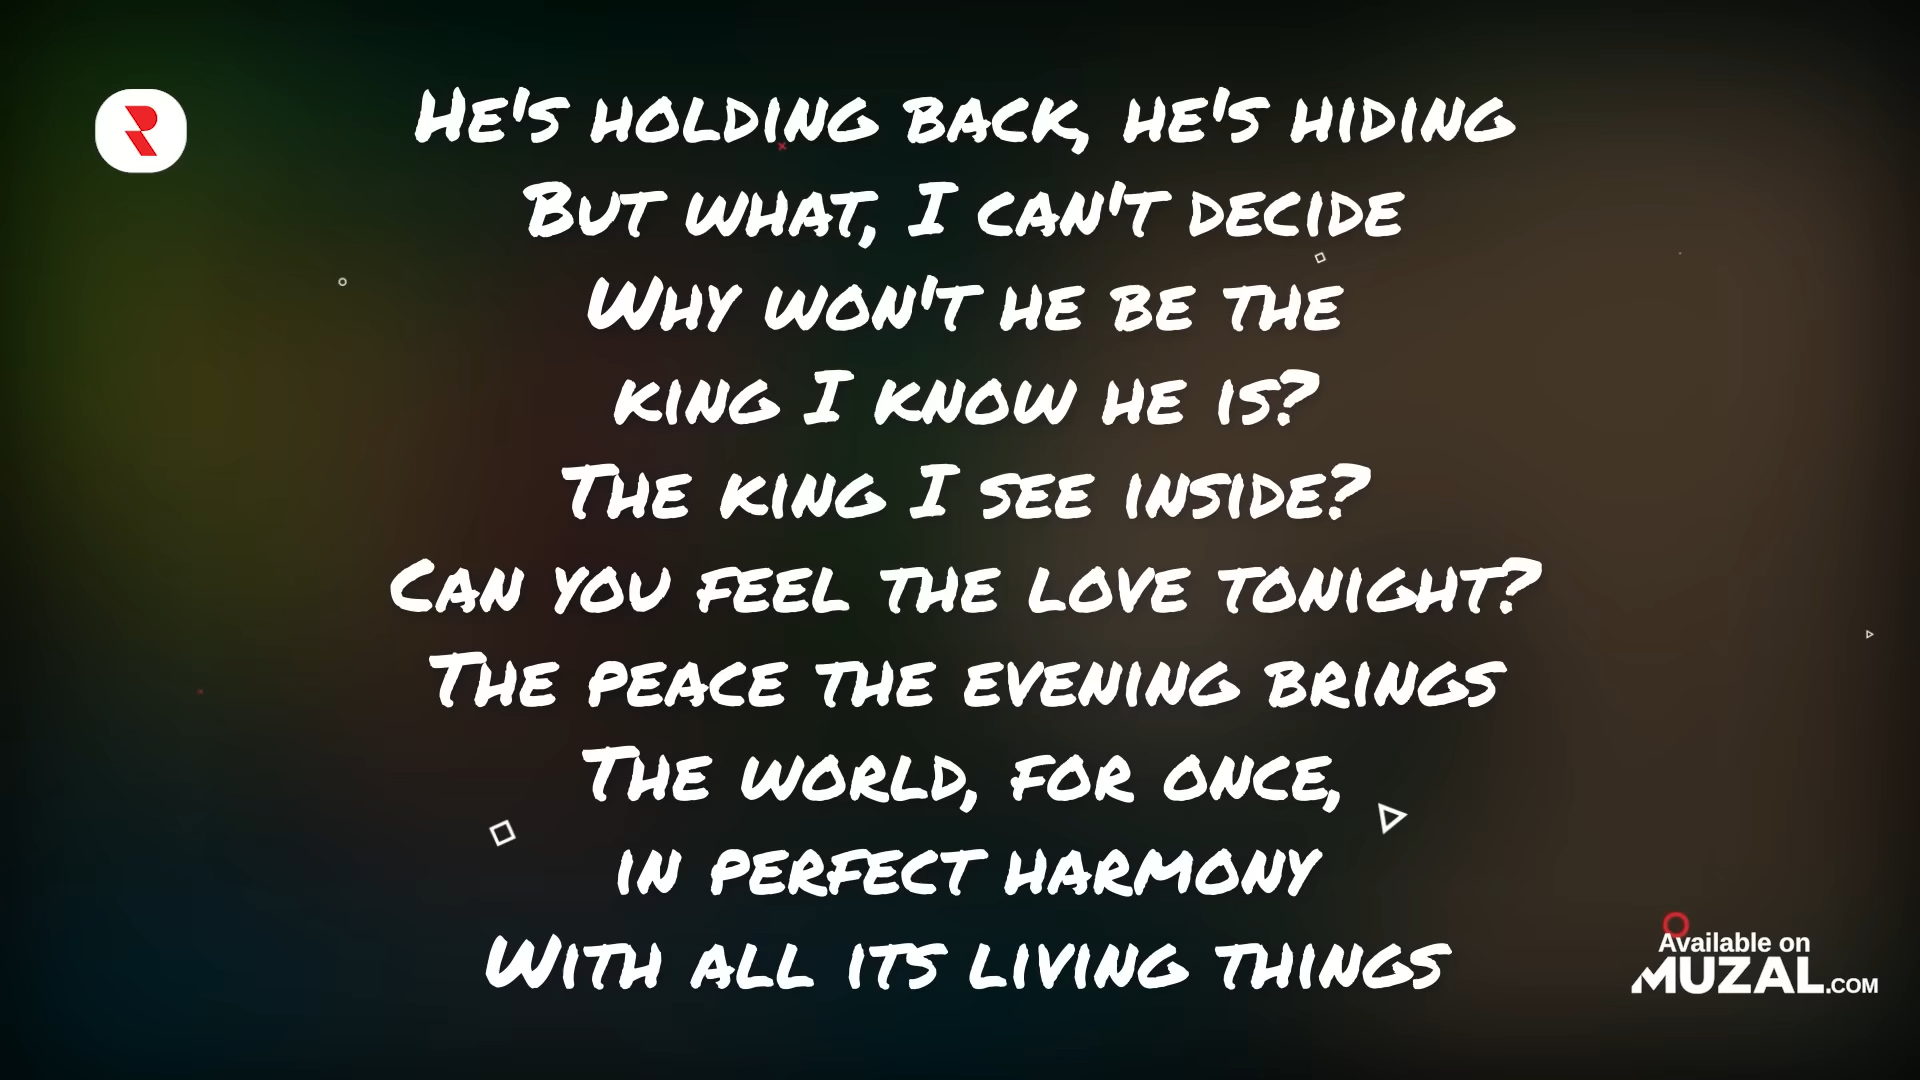 He's holding back, he's hiding
But what, I can't decide
Why won't he be the
king I know he is?
The king I see inside?
Can you feel the love tonight?
The peace the evening brings
The world, for once,
in perfect harmony
With all its living things
Available on
MUZAL.COM